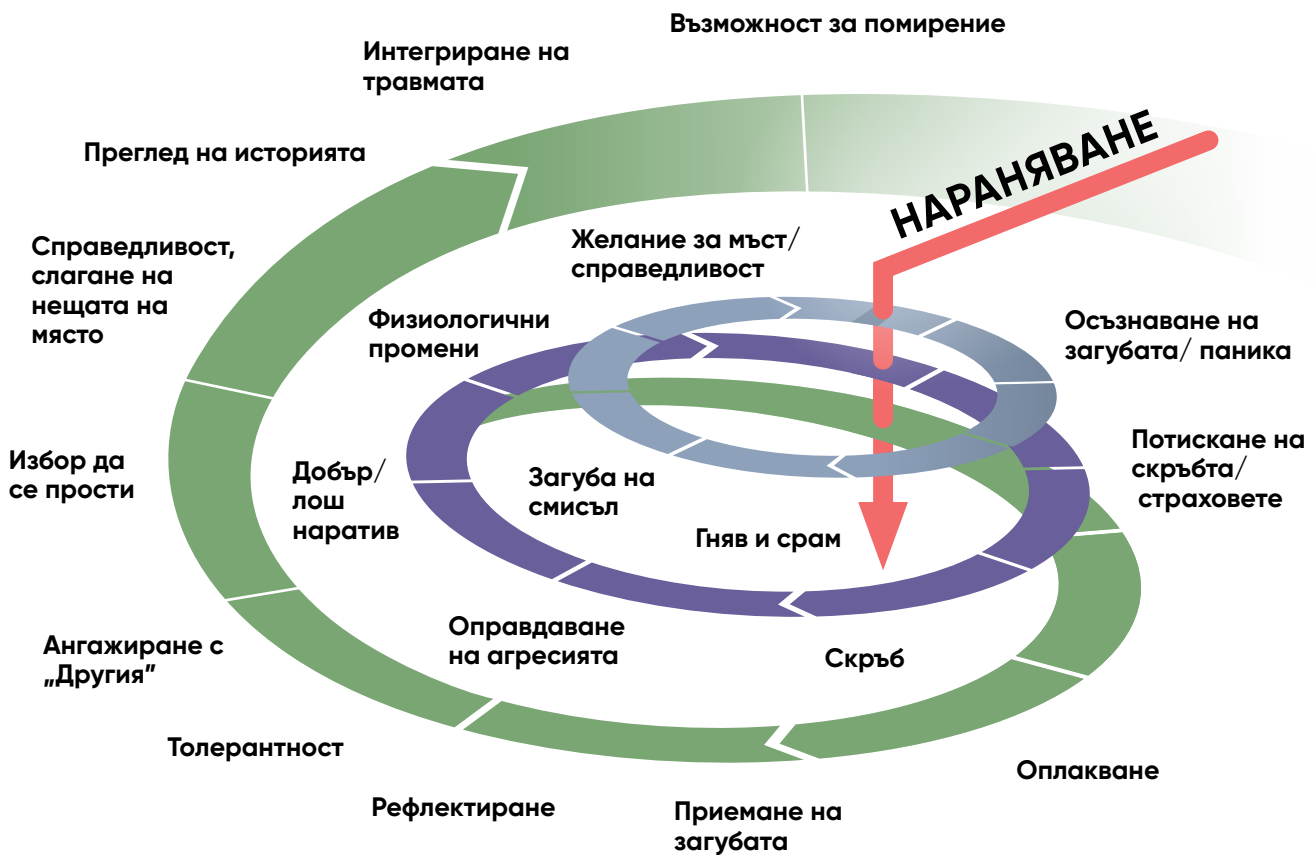 Възможност за помирение
Интегриране на
травмата
НАРАНЯВАНЕ
Преглед на историята
Справедливост,
слагане на
нещата на
място
Желание за мъст/
справедливост
Физиологични
промени
Осъзнаване на
загубата/ паника
Потискане на
скръбта/
страховете
Избор да
се прости
Добър/
лош
наратив
Загуба на
смисъл
Гняв и срам
Оправдаване
на агресията
Скръб
Ангажиране с
„Другия”
Толерантност
Оплакване
Рефлектиране
Приемане на
загубата